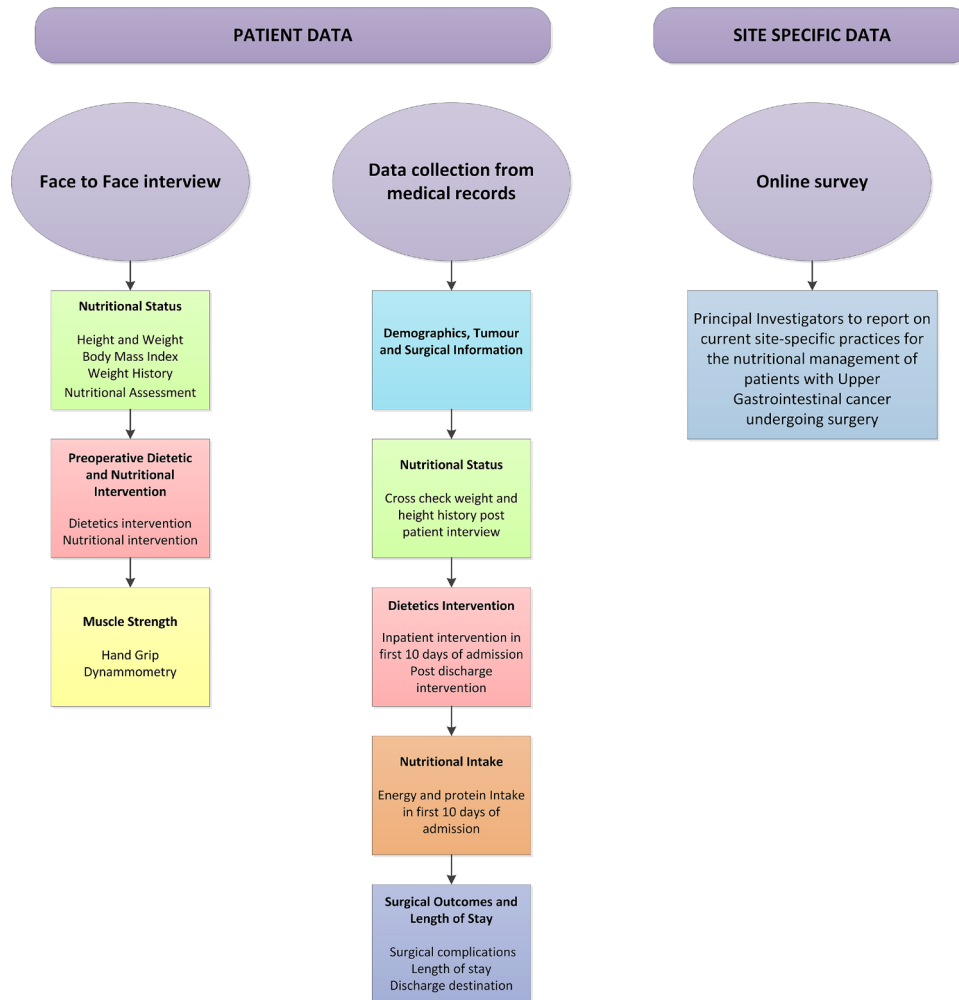 PATIENT DATA
SITE SPECIFIC DATA
Face to Face interview
Data collection from
medical records
Online survey
Nutritional Status
Height and Weight
Body Mass Index
Weight History
Nutritional Assessment
Preoperative Dietetic
and Nutritional
Intervention
Dietetics intervention
Nutritional intervention
Muscle Strength
Hand Grip
Dynammometry
Demographics, Tumour
and Surgical Information
Nutritional Status
Cross check weight and
height history post
patient interview
Dietetics Intervention
Inpatient intervention in
first 10 days of admission
Post discharge
intervention
Nutritional Intake
Energy and protein Intake
in first 10 days of
admission
Surgical Outcomes and
Length of Stay
Surgical complications
Length of stay
Discharge destination
Principal Investigators to report on
current site-specific practices for
the nutritional management of
patients with Upper
Gastrointestinal cancer
undergoing surgery